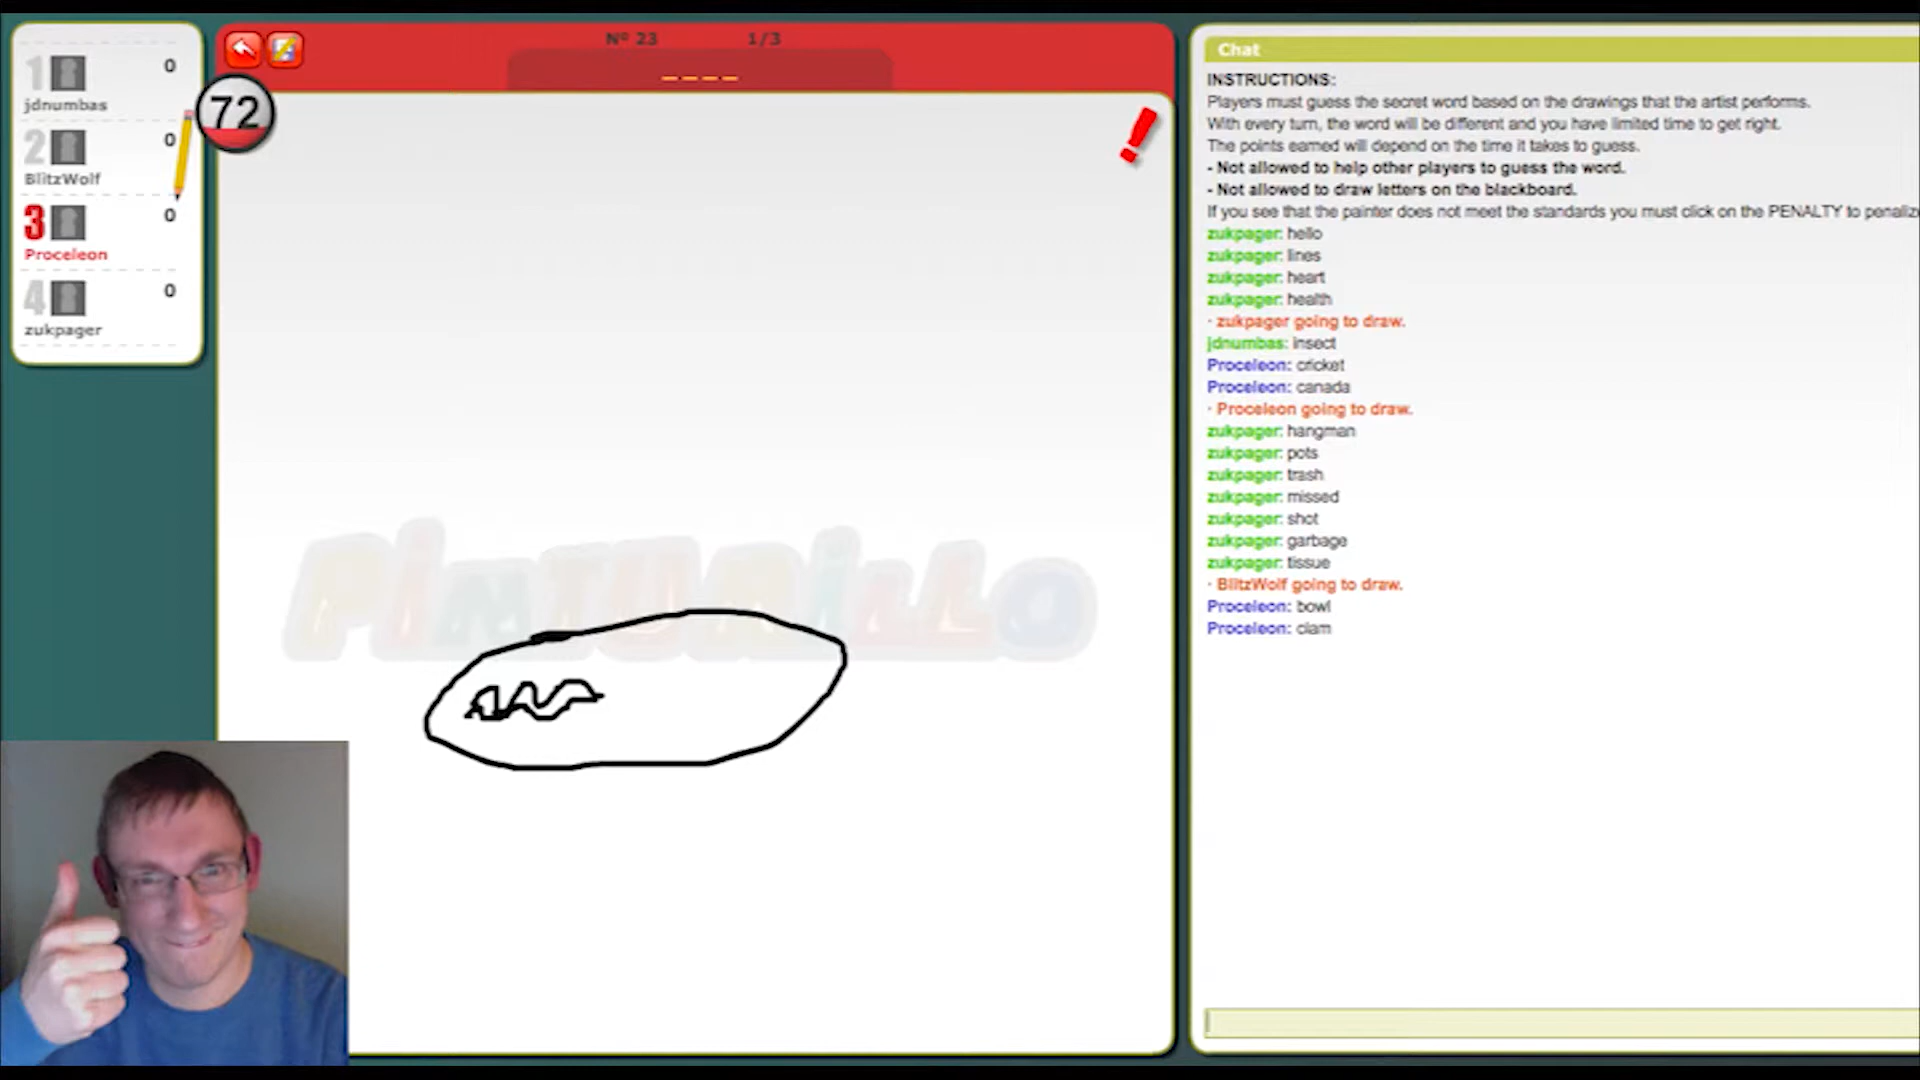 1
0
jdnumbas
2
0
BlitzWolf
3
0
Proceleon
4
0
zukpager
72
Nº 23 1/3
_ _ _ _
PiNTURiLLO
Chat
INSTRUCTIONS:
Players must guess the secret word based on the drawings that the artist performs.
With every turn, the word will be different and you have limited time to get right.
The points earned will depend on the time it takes to guess.
- Not allowed to help other players to guess the word.
- Not allowed to draw letters on the blackboard.
If you see that the painter does not meet the standards you must click on the PENALTY to penalize
zukpager: hello
zukpager: lines
zukpager: heart
zukpager: health
· zukpager going to draw.
jdnumbas: insect
Proceleon: cricket
Proceleon: canada
· Proceleon going to draw.
zukpager: hangman
zukpager: pots
zukpager: trash
zukpager: missed
zukpager: shot
zukpager: garbage
zukpager: tissue
· BlitzWolf going to draw.
Proceleon: bowl
Proceleon: clam